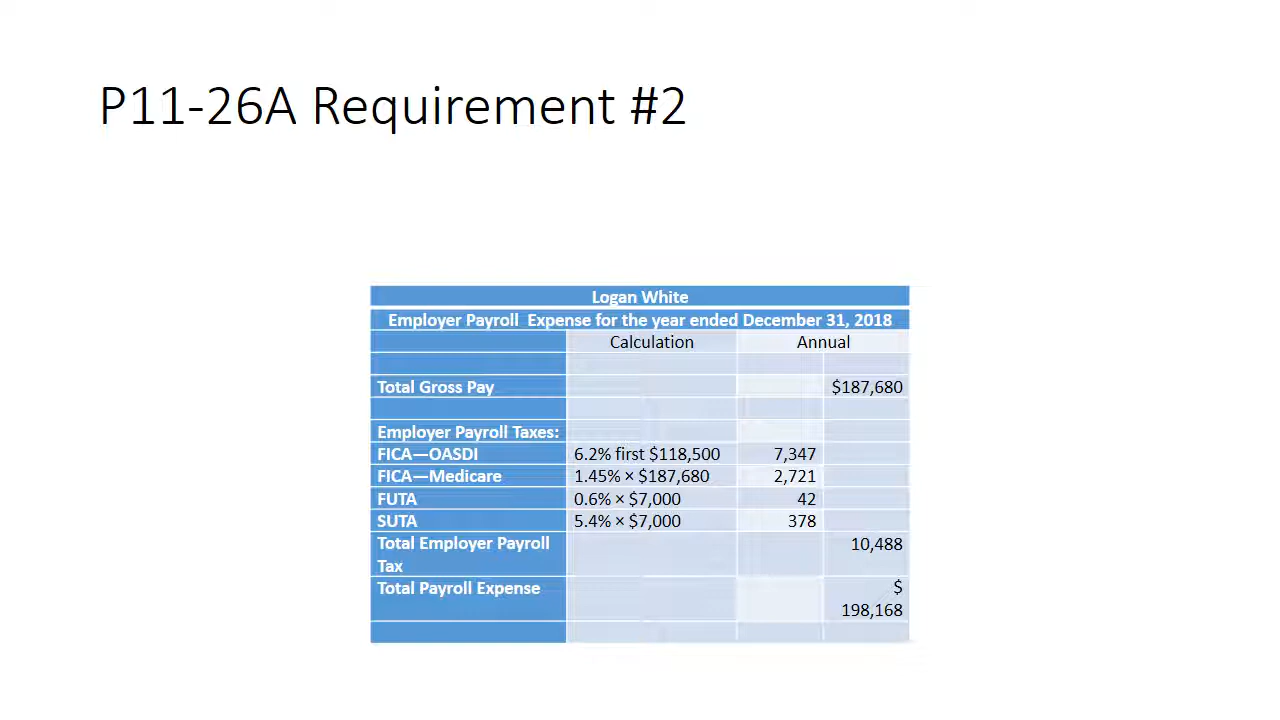 P11-26A Requirement #2
Logan White
Employer Payroll Expense for the year ended December 31, 2018
Calculation Annual
Total Gross Pay $187,680
Employer Payroll Taxes:
FICA—OASDI 6.2% first $118,500 7,347
FICA—Medicare 1.45% × $187,680 2,721
FUTA 0.6% × $7,000 42
SUTA 5.4% × $7,000 378
Total Employer Payroll 10,488
Tax
Total Payroll Expense $
198,168